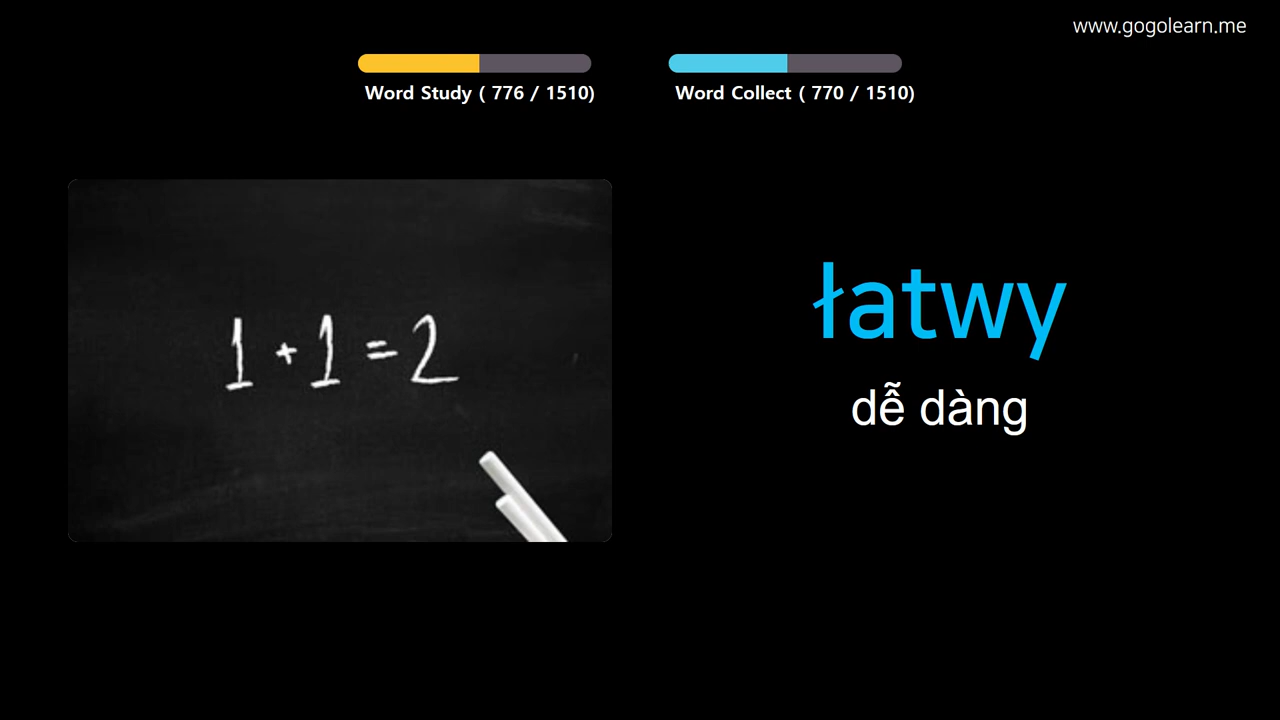 www.gogolearn.me
Word Study ( 776 / 1510)
Word Collect ( 770 / 1510)
1 + 1 = 2
łatwy
dễ dàng